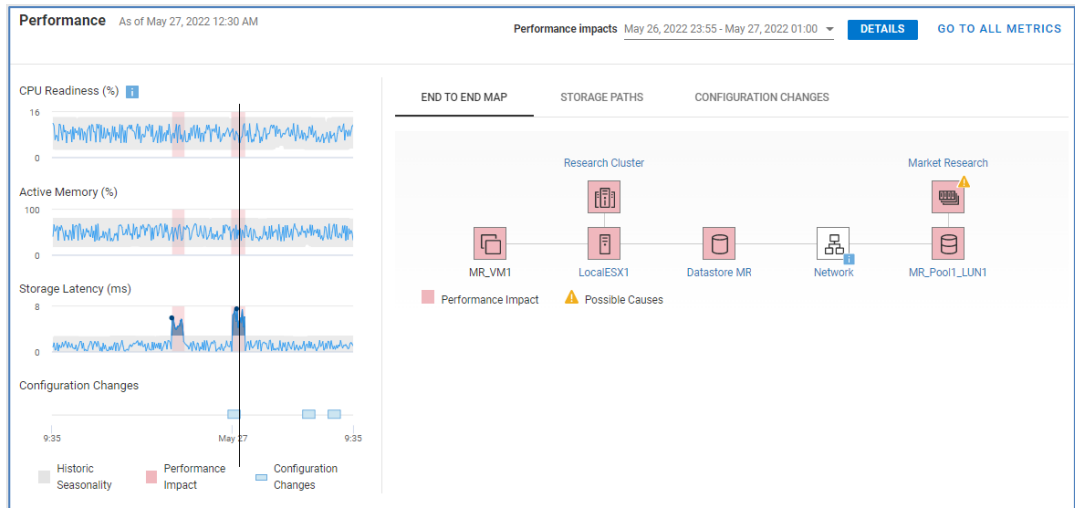 Performance As of May 27, 2022 12:30 AM
Performance impacts May 26, 2022 23:55 - May 27, 2022 01:00 DETAILS GO TO ALL METRICS
CPU Readiness (%) i
16
0
Active Memory (%)
100
0
Storage Latency (ms)
8
0
Configuration Changes
9:35 May 27 9:35
Historic Seasonality
Performance Impact
Configuration Changes
END TO END MAP STORAGE PATHS CONFIGURATION CHANGES
Research Cluster Market Research
MR_VM1 LocalESX1 Datastore MR Network MR_Pool1_LUN1
Performance Impact Possible Causes